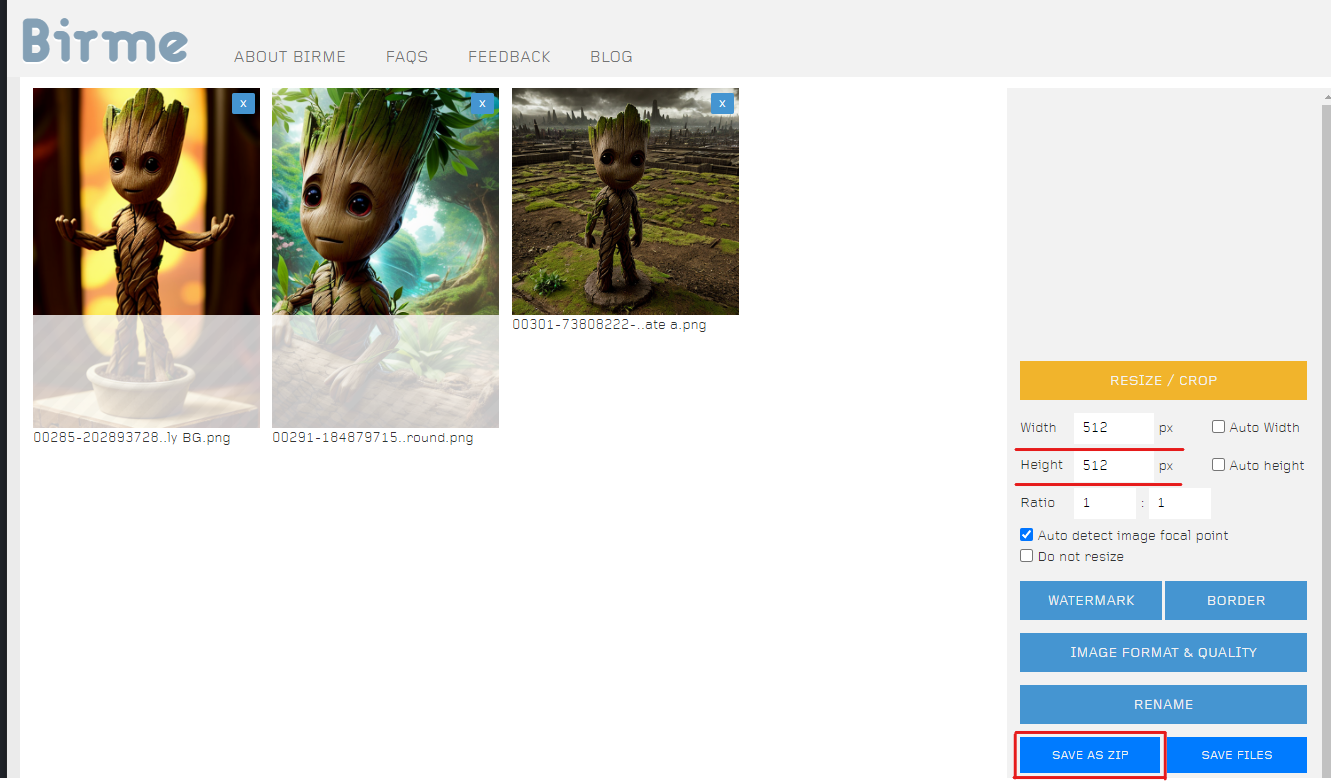 Birme
ABOUT BIRME FAQS FEEDBACK BLOG
x x x
00285-202893728..ly BG.png
00291-184879715..round.png
00301-73808222-..ate a.png
RESIZE / CROP
Width 512 px Auto Width
Height 512 px Auto height
Ratio 1 : 1
Auto detect image focal point
Do not resize
WATERMARK BORDER
IMAGE FORMAT & QUALITY
RENAME
SAVE AS ZIP SAVE FILES